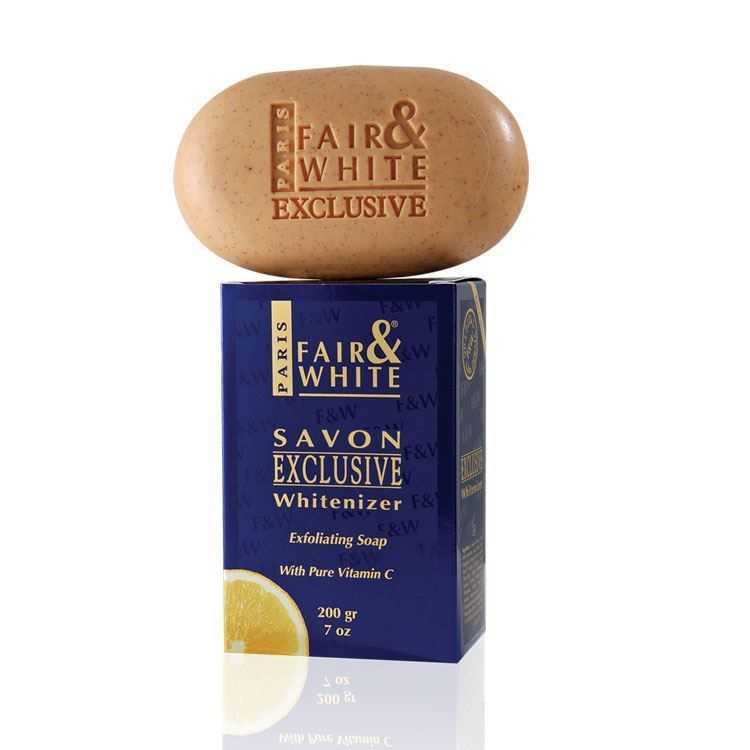 PARIS
FAIR&
WHITE
EXCLUSIVE
PARIS
FAIR&®
WHITE
SAVON
EXCLUSIVE
Whitenizer
Exfoliating Soap
With Pure Vitamin C
200 gr
7 oz
F&W
EXCLUSIVE